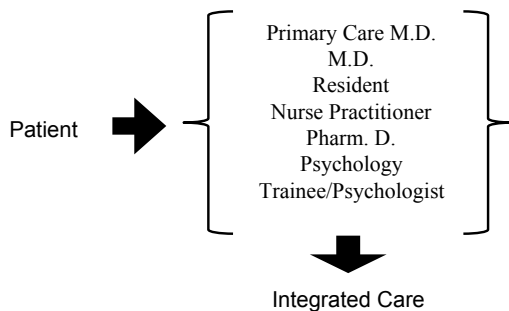 Patient
Primary Care M.D.
M.D.
Resident
Nurse Practitioner
Pharm. D.
Psychology
Trainee/Psychologist
Integrated Care